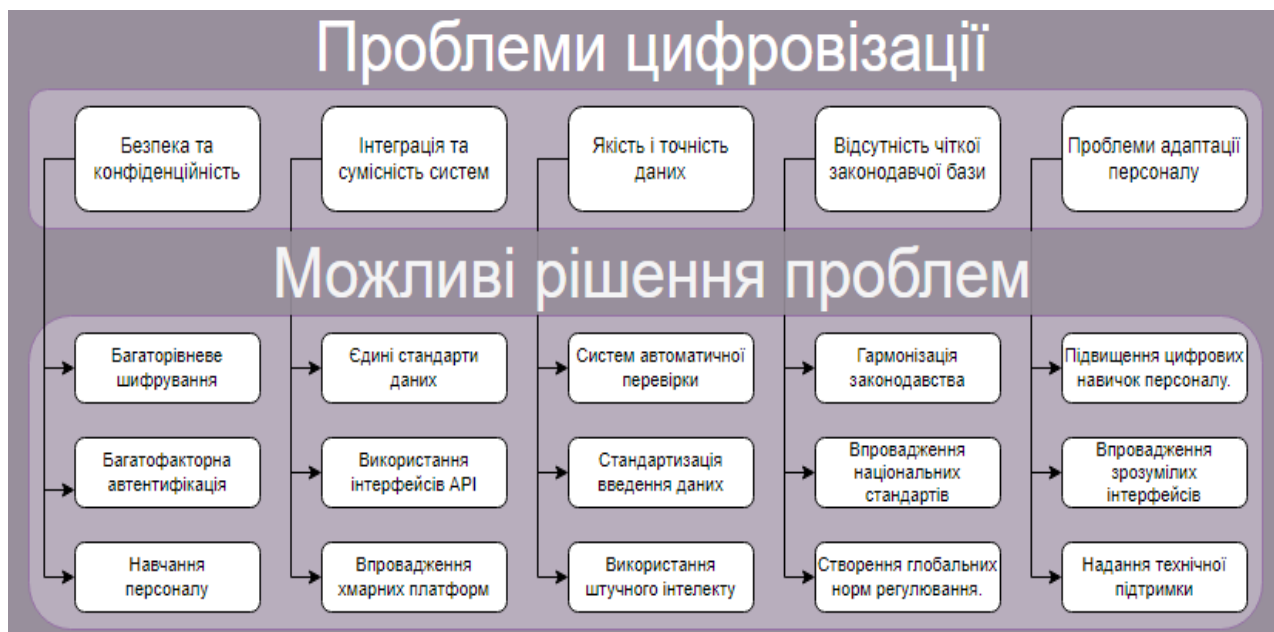 Проблеми цифровізації
Безпека та
конфіденційність
Інтеграція та
сумісність систем
Якість і точність
даних
Відсутність чіткої
законодавчої бази
Проблеми адаптації
персоналу
Можливі рішення проблем
Багаторівневе
шифрування
Єдині стандарти
даних
Систем автоматичної
перевірки
Гармонізація
законодавства
Підвищення цифрових
навичок персоналу.
Багатофакторна
автентифікація
Використання
інтерфейсів API
Стандартизація
введення даних
Впровадження
національних
стандартів
Впровадження
зрозумілих
інтерфейсів
Навчання
персоналу
Впровадження
хмарних платформ
Використання
штучного інтелекту
Створення глобальних
норм регулювання.
Надання технічної
підтримки